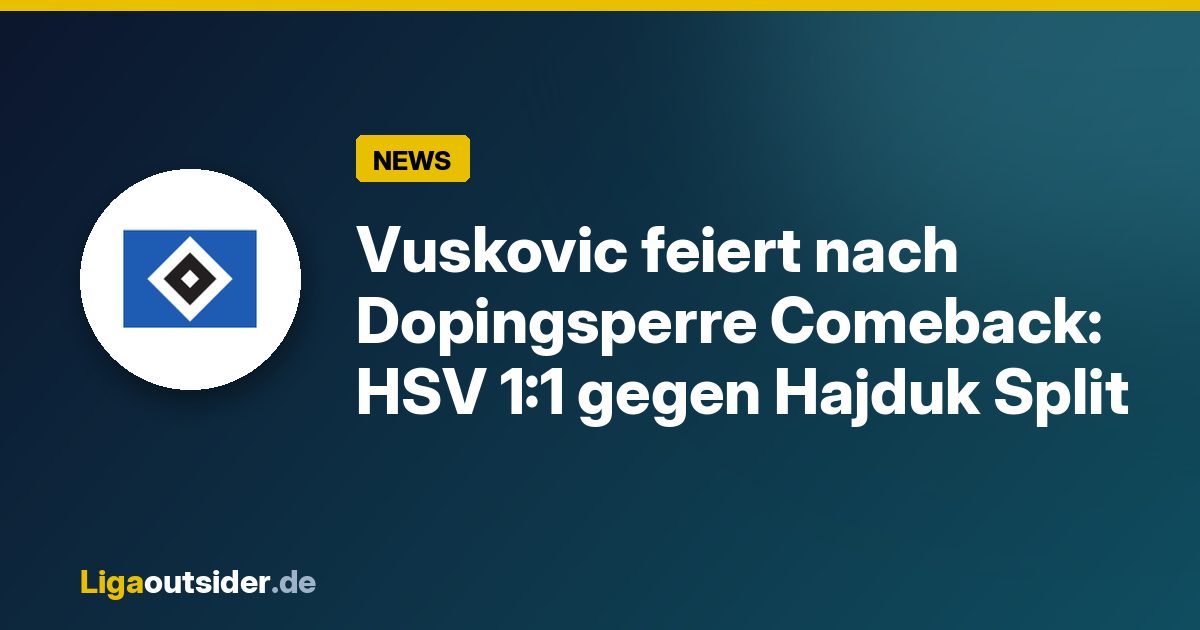 NEWS
Vuskovic feiert nach
Dopingsperre Comeback:
HSV 1:1 gegen Hajduk Split
Ligaoutsider.de